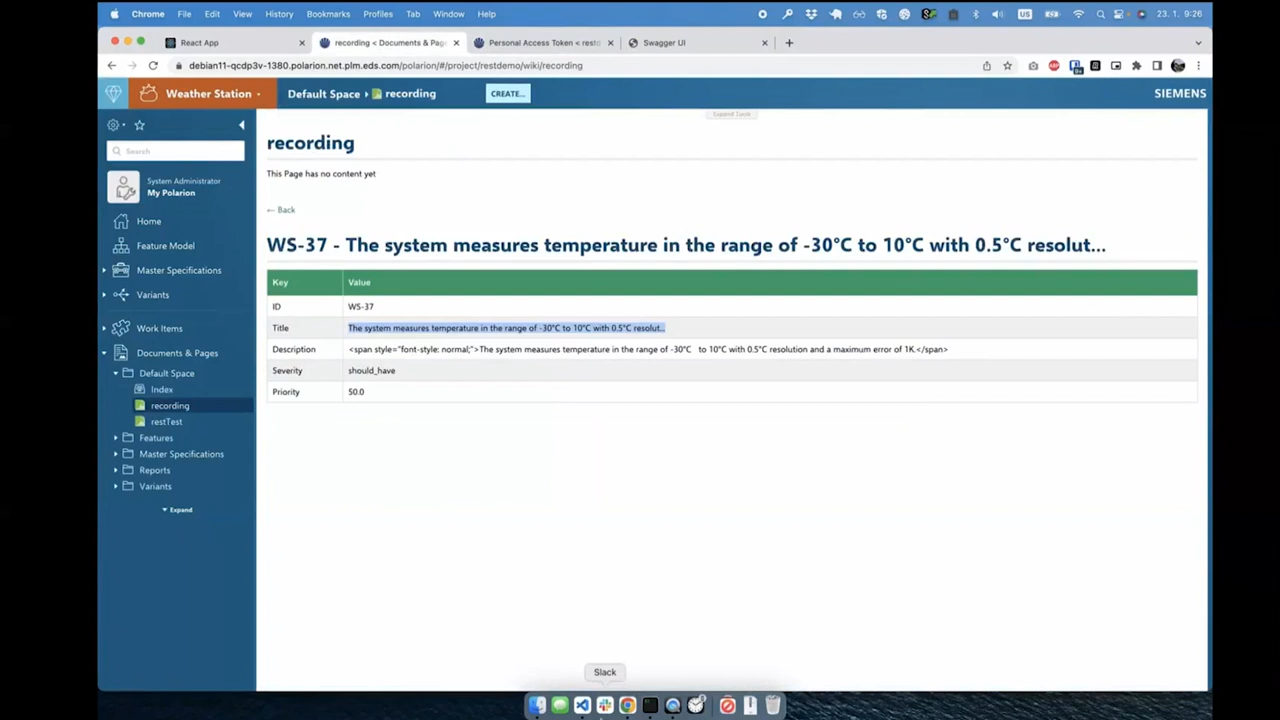 Chrome File Edit View History Bookmarks Profiles Tab Window Help US 23. 1. 9:26
React App recording < Documents & Pag Personal Access Token < rest Swagger UI
debian11-qcdp3v-1380.polarion.net.plm.eds.com/polarion/#/project/restdemo/wiki/recording
Weather Station Default Space recording CREATE... SIEMENS
Expand Tools
Search
System Administrator
My Polarion
Home
Feature Model
Master Specifications
Variants
Work Items
Documents & Pages
Default Space
Index
recording
restTest
Features
Master Specifications
Reports
Variants
Expand
recording
This Page has no content yet
← Back
WS-37 - The system measures temperature in the range of -30°C to 10°C with 0.5°C resolut...
Key Value
ID WS-37
Title The system measures temperature in the range of -30°C to 10°C with 0.5°C resolut...
Description <span style="font-style: normal;">The system measures temperature in the range of -30°C to 10°C with 0.5°C resolution and a maximum error of 1K.</span>
Severity should_have
Priority 50.0
Slack